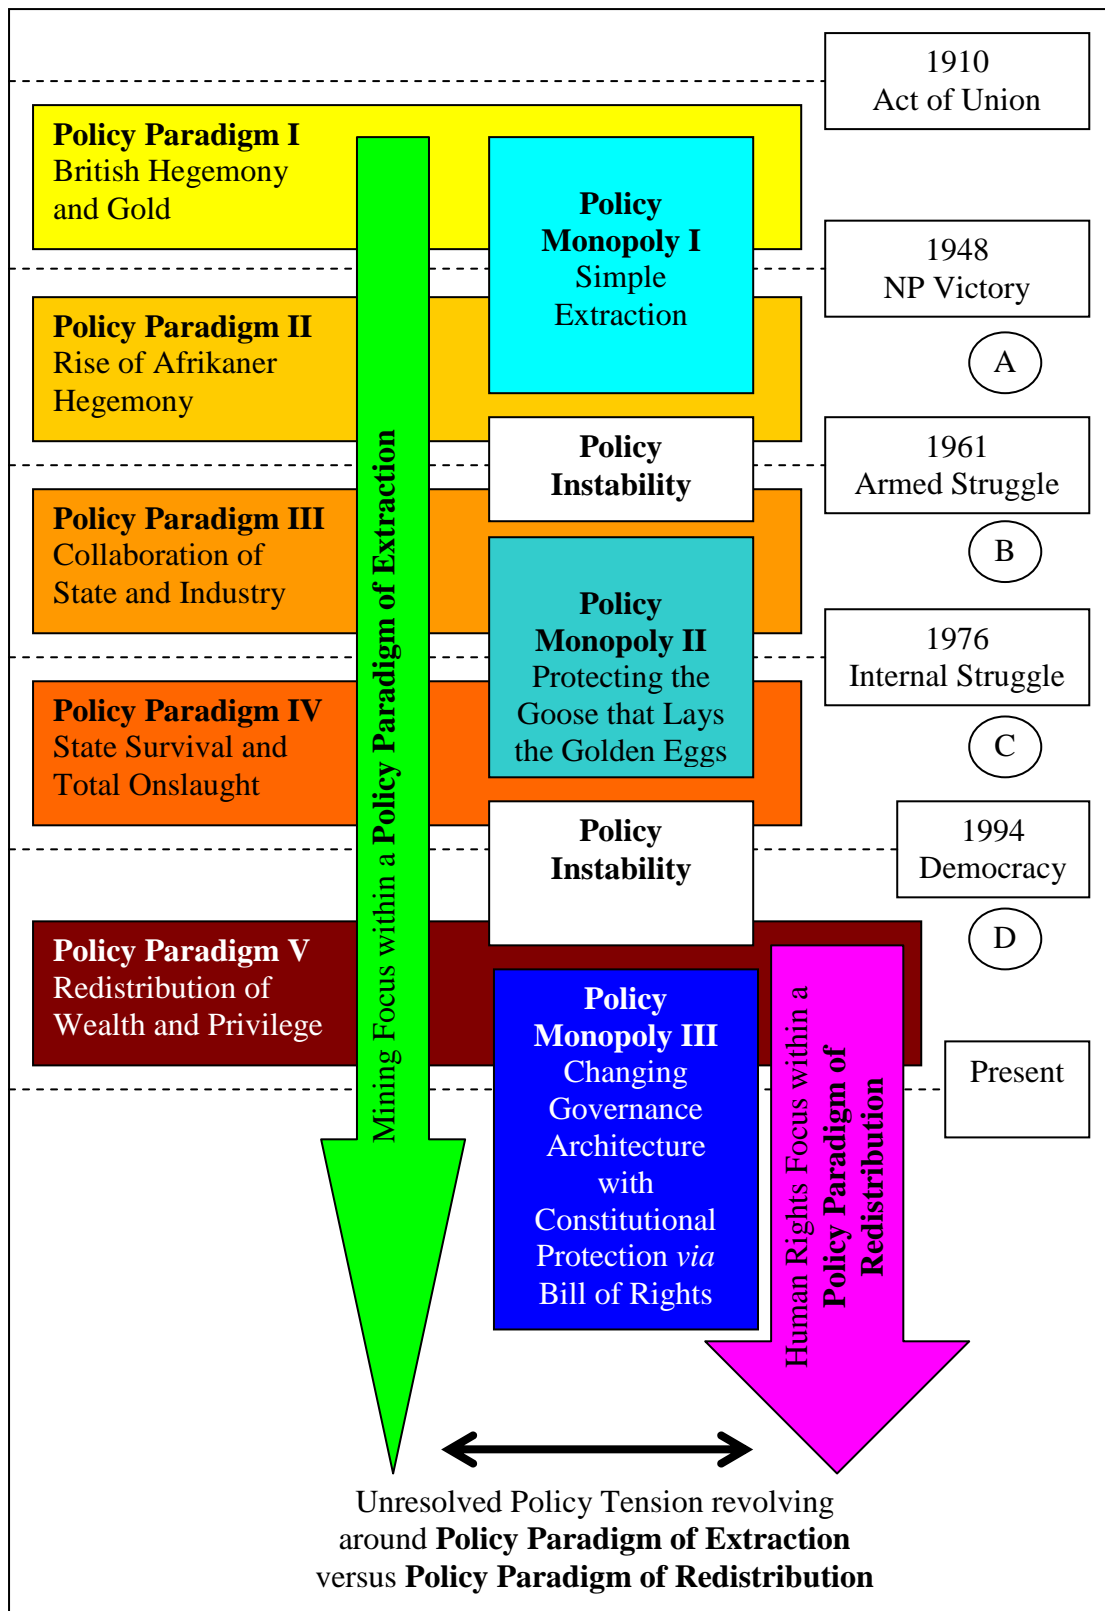 1910
Act of Union
Policy Paradigm I
British Hegemony
and Gold
Policy
Monopoly I
Simple
Extraction
1948
NP Victory
A
Policy Paradigm II
Rise of Afrikaner
Hegemony
Policy
Instability
1961
Armed Struggle
B
Policy Paradigm III
Collaboration of
State and Industry
Policy
Monopoly II
Protecting the
Goose that Lays
the Golden Eggs
1976
Internal Struggle
C
Policy Paradigm IV
State Survival and
Total Onslaught
Policy
Instability
1994
Democracy
D
Policy Paradigm V
Redistribution of
Wealth and Privilege
Policy
Monopoly III
Changing
Governance
Architecture
with
Constitutional
Protection via
Bill of Rights
Present
Mining Focus within a Policy Paradigm of Extraction
Human Rights Focus within a
Policy Paradigm of
Redistribution
Unresolved Policy Tension revolving
around Policy Paradigm of Extraction
versus Policy Paradigm of Redistribution